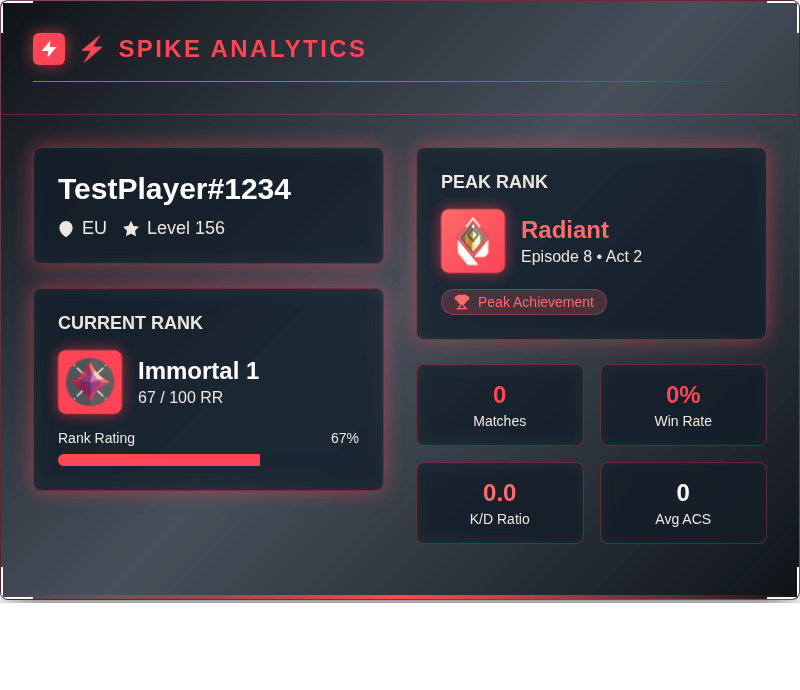 ⚡ SPIKE ANALYTICS
TestPlayer#1234
EU Level 156
CURRENT RANK
Immortal 1
67 / 100 RR
Rank Rating 67%
PEAK RANK
Radiant
Episode 8 • Act 2
Peak Achievement
0
Matches
0%
Win Rate
0.0
K/D Ratio
0
Avg ACS